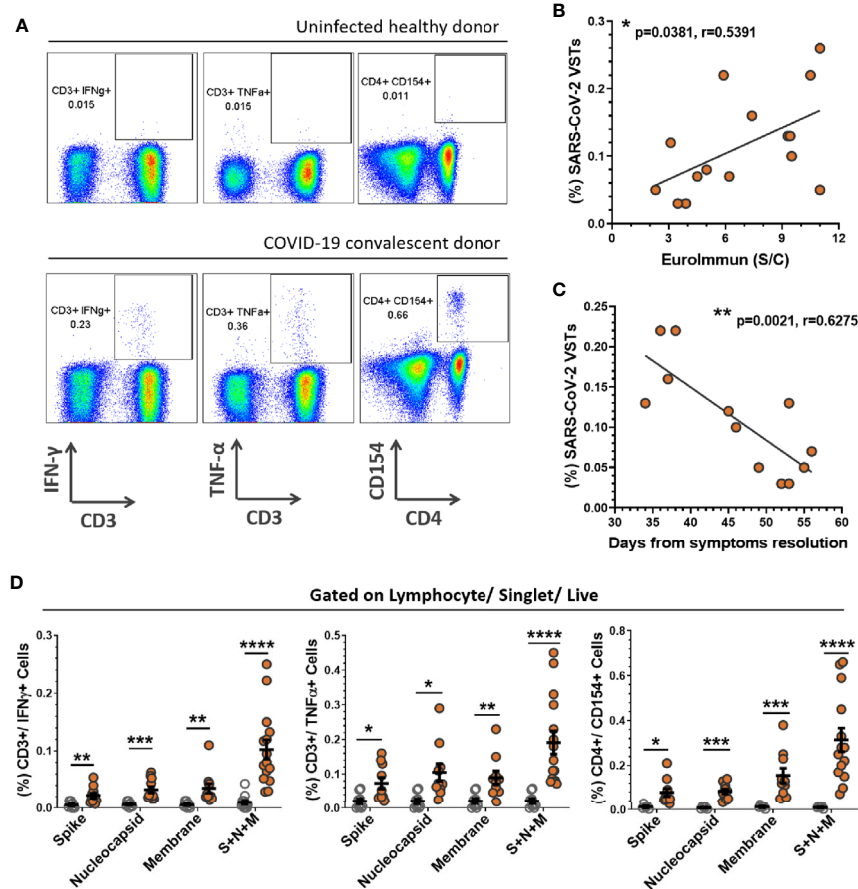 A
Uninfected healthy donor
CD3+ IFNg+
0.015
CD3+ TNFa+
0.015
CD4+ CD154+
0.011
COVID-19 convalescent donor
CD3+ IFNg+
0.23
CD3+ TNFa+
0.36
CD4+ CD154+
0.66
IFN-γ
CD3
TNF-α
CD3
CD154
CD4
B
* p=0.0381, r=0.5391
(%) SARS-CoV-2 VSTs
0.3
0.2
0.1
0.0
0 3 6 9 12
EuroImmun (S/C)
C
** p=0.0021, r=0.6275
(%) SARS-CoV-2 VSTs
0.25
0.20
0.15
0.10
0.05
0.00
30 35 40 45 50 55 60
Days from symptoms resolution
D
Gated on Lymphocyte/ Singlet/ Live
(%) CD3+/ IFNγ+ Cells
0.3
0.2
0.1
0.0
** *** ** ****
Spike Nucleocapsid Membrane S+N+M
(%) CD3+/ TNFα+ Cells
0.5
0.4
0.3
0.2
0.1
0.0
* * ** ****
Spike Nucleocapsid Membrane S+N+M
(%) CD4+/ CD154+ Cells
0.8
0.6
0.4
0.2
0.0
* *** *** ****
Spike Nucleocapsid Membrane S+N+M